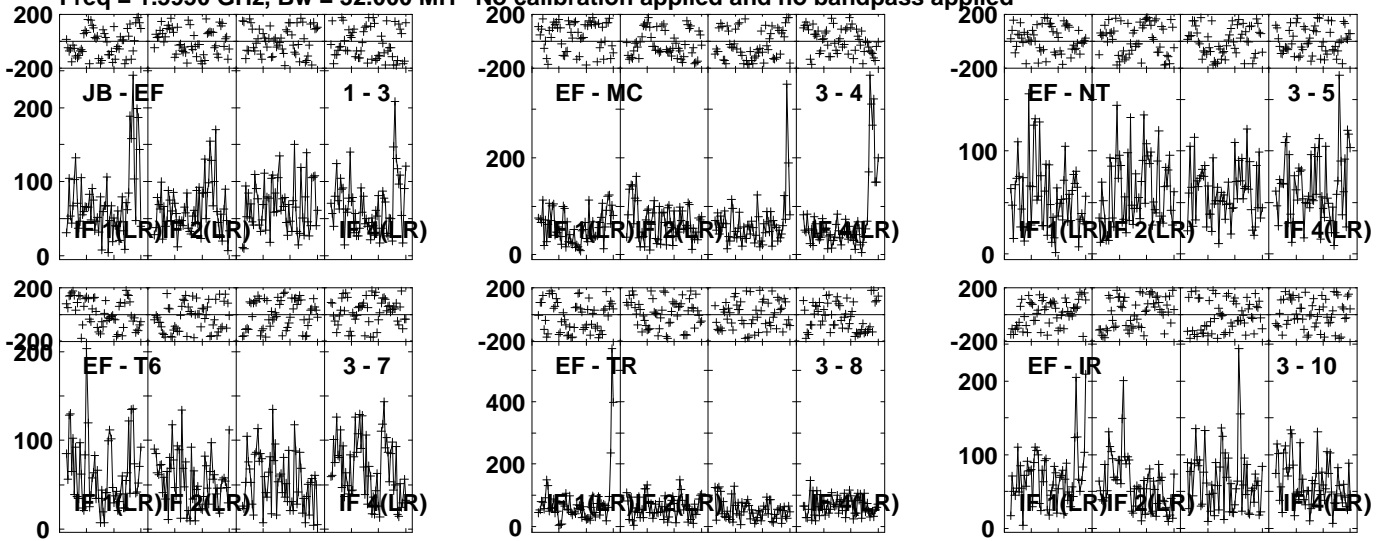 Freq = 1.5950 GHz, Bw = 32.000 MH No calibration applied and no bandpass applied
200 200 200
-200 -200 -200
JB - EF 1 - 3 EF - MC 3 - 4 EF - NT 3 - 5
200
200
100 100
100
IF 1(LR) IF 2(LR) IF 4(LR) IF 1(LR) IF 2(LR) IF 4(LR) IF 1(LR) IF 2(LR) IF 4(LR)
0 0 0
200 200 200
-200 -200 -200
200
EF - T6 3 - 7 EF - TR 3 - 8 EF - IR 3 - 10
200
400
100 100
200
IF 1(LR) IF 2(LR) IF 4(LR) IF 1(LR) IF 2(LR) IF 4(LR) IF 1(LR) IF 2(LR) IF 4(LR)
0 0 0